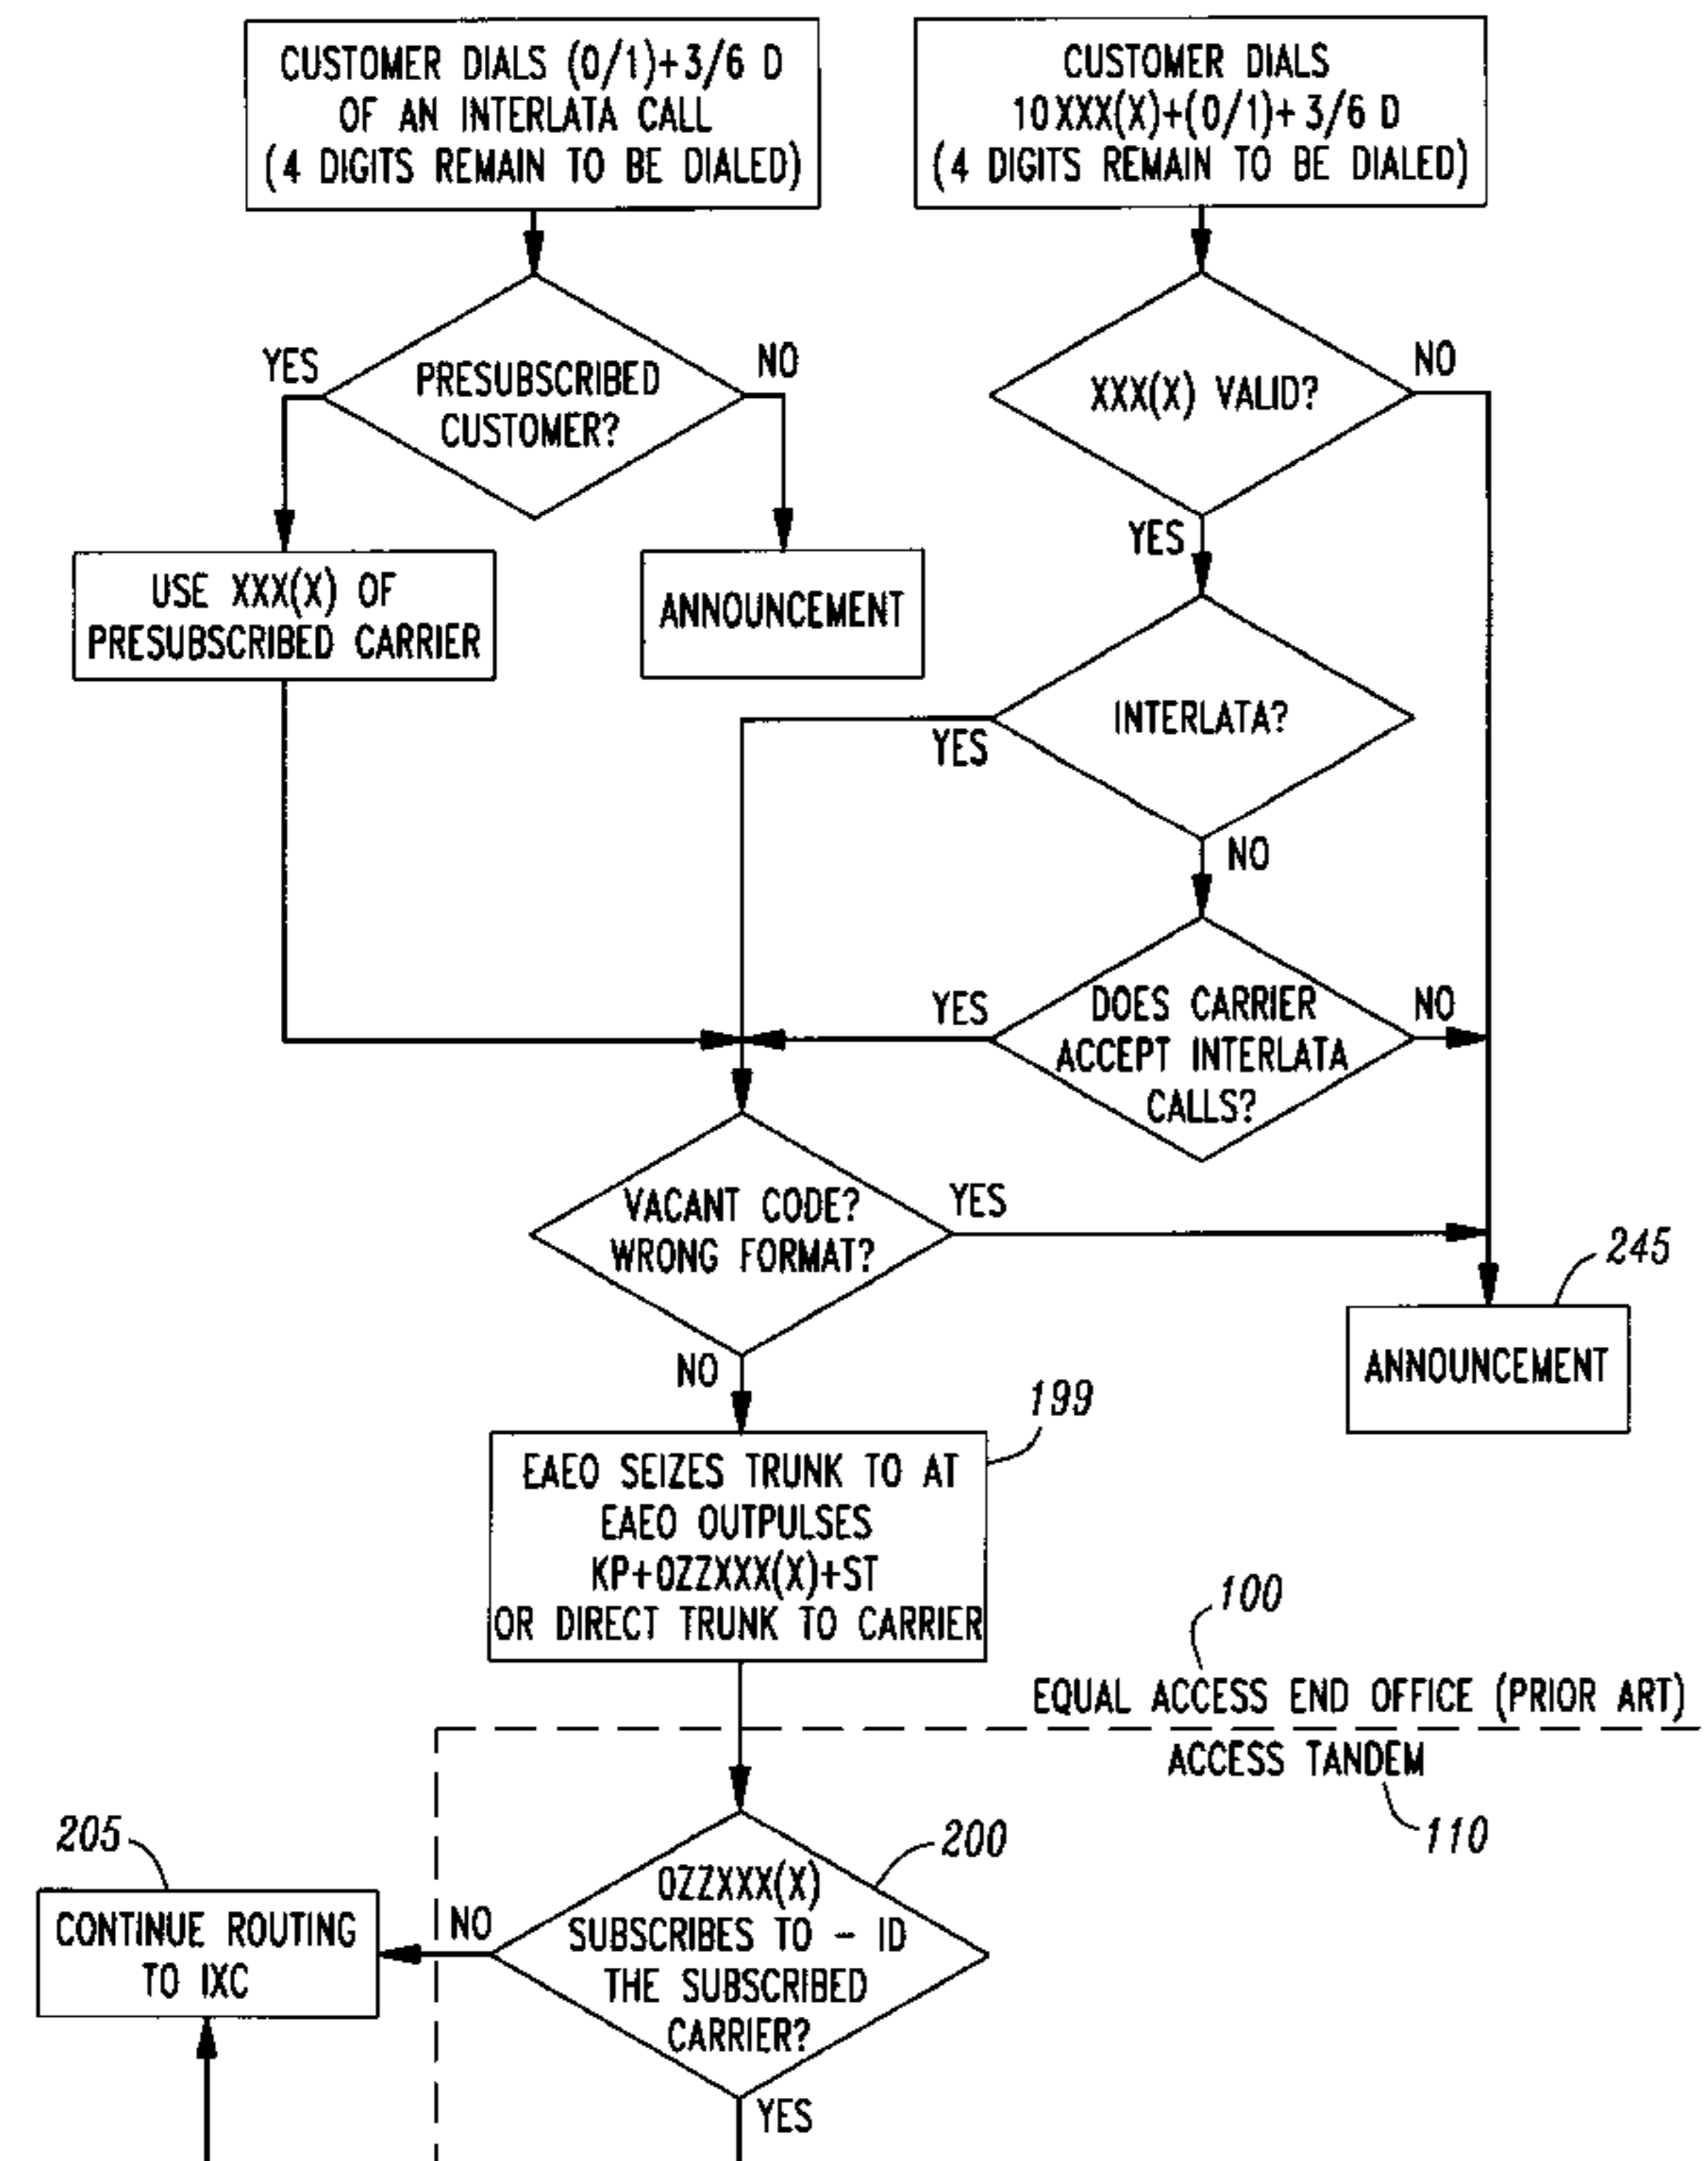 CUSTOMER DIALS (0/1)+3/6 D
OF AN INTERLATA CALL
(4 DIGITS REMAIN TO BE DIALED)
CUSTOMER DIALS
10XXX(X)+(0/1)+ 3/6 D
(4 DIGITS REMAIN TO BE DIALED)
YES
PRESUBSCRIBED
CUSTOMER?
NO
XXX(X) VALID?
NO
YES
USE XXX(X) OF
PRESUBSCRIBED CARRIER
ANNOUNCEMENT
INTERLATA?
YES
NO
YES
DOES CARRIER
ACCEPT INTERLATA
CALLS?
NO
VACANT CODE?
WRONG FORMAT?
YES
NO
245
ANNOUNCEMENT
199
EAEO SEIZES TRUNK TO AT
EAEO OUTPULSES
KP+0ZZXXX(X)+ST
OR DIRECT TRUNK TO CARRIER
100
EQUAL ACCESS END OFFICE (PRIOR ART)
ACCESS TANDEM
110
205
CONTINUE ROUTING
TO IXC
NO
200
0ZZXXX(X)
SUBSCRIBES TO – ID
THE SUBSCRIBED
CARRIER?
YES